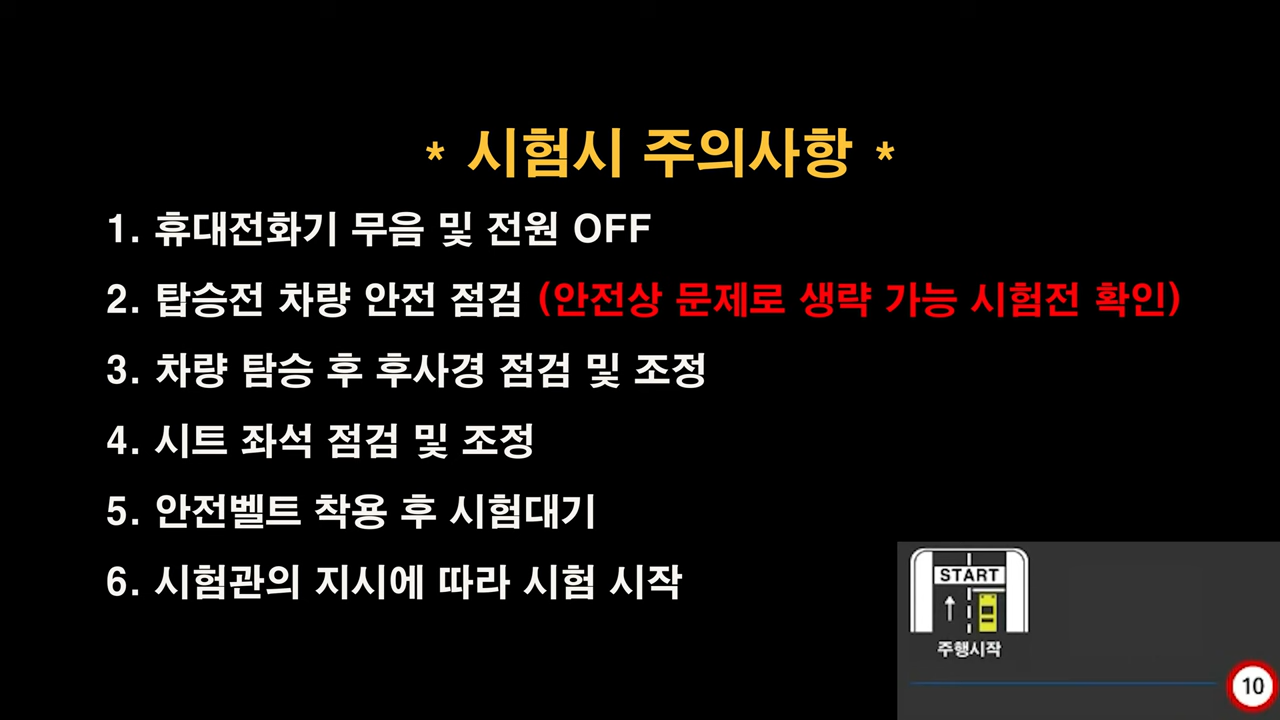 * 시험시 주의사항 *
1. 휴대전화기 무음 및 전원 OFF
2. 탑승전 차량 안전 점검 (안전상 문제로 생략 가능 시험전 확인)
3. 차량 탐승 후 후사경 점검 및 조정
4. 시트 좌석 점검 및 조정
5. 안전벨트 착용 후 시험대기
6. 시험관의 지시에 따라 시험 시작
START
주행시작
10